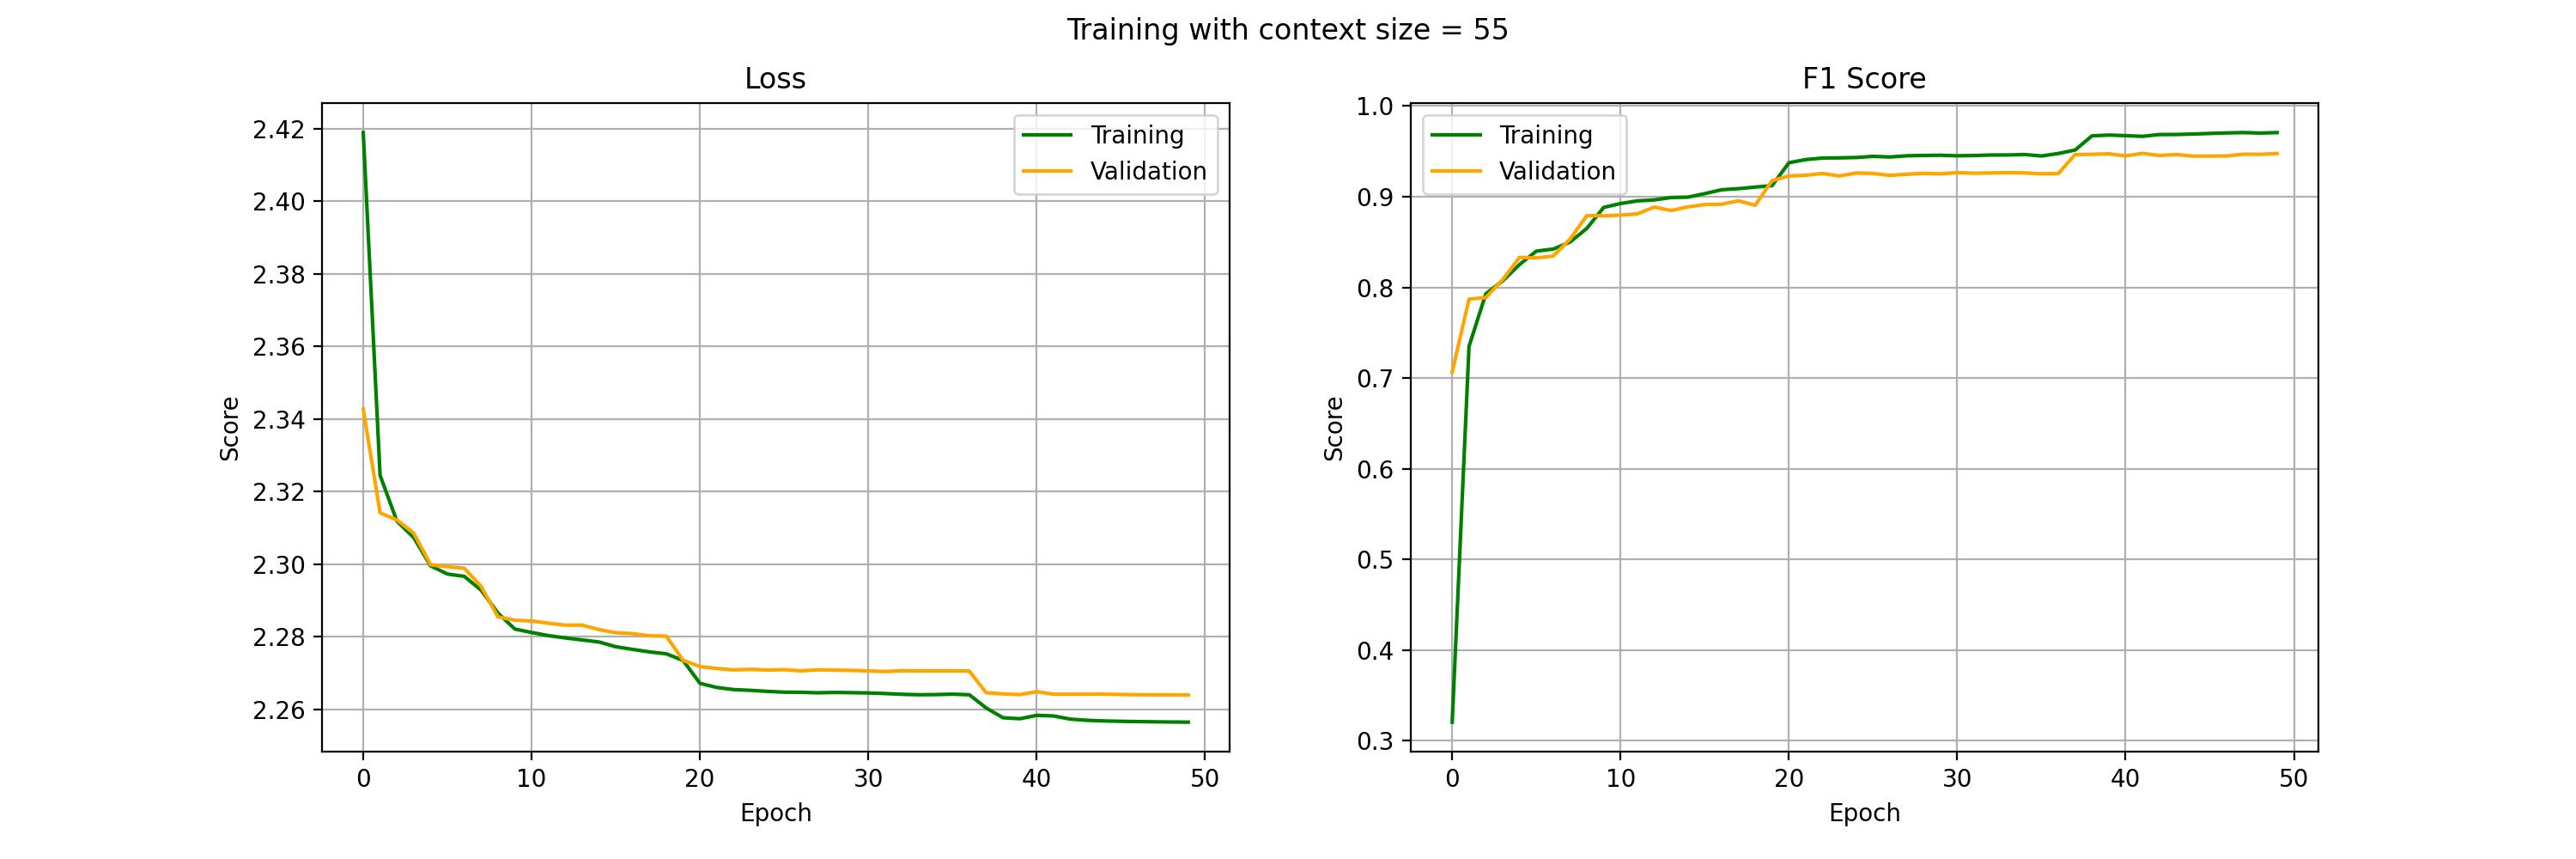 Training with context size = 55
Loss
2.42
2.40
2.38
2.36
2.34
2.32
2.30
2.28
2.26
Score
0 10 20 30 40 50
Epoch
Training
Validation
F1 Score
1.0
0.9
0.8
0.7
0.6
0.5
0.4
0.3
Score
0 10 20 30 40 50
Epoch
Training
Validation